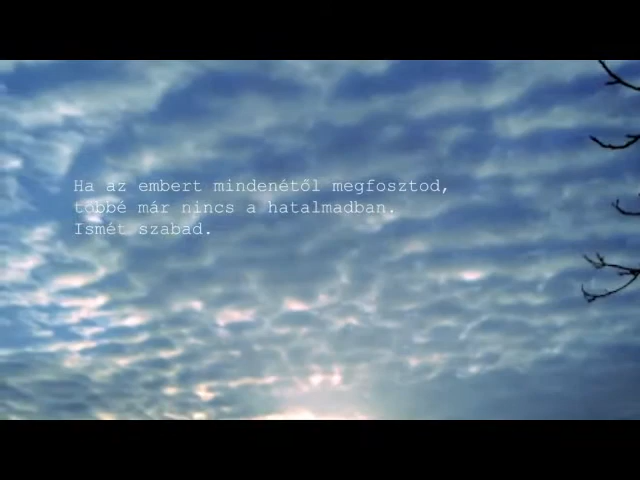 Ha az embert mindenétől megfosztod,
többé már nincs a hatalmadban.
Ismét szabad.